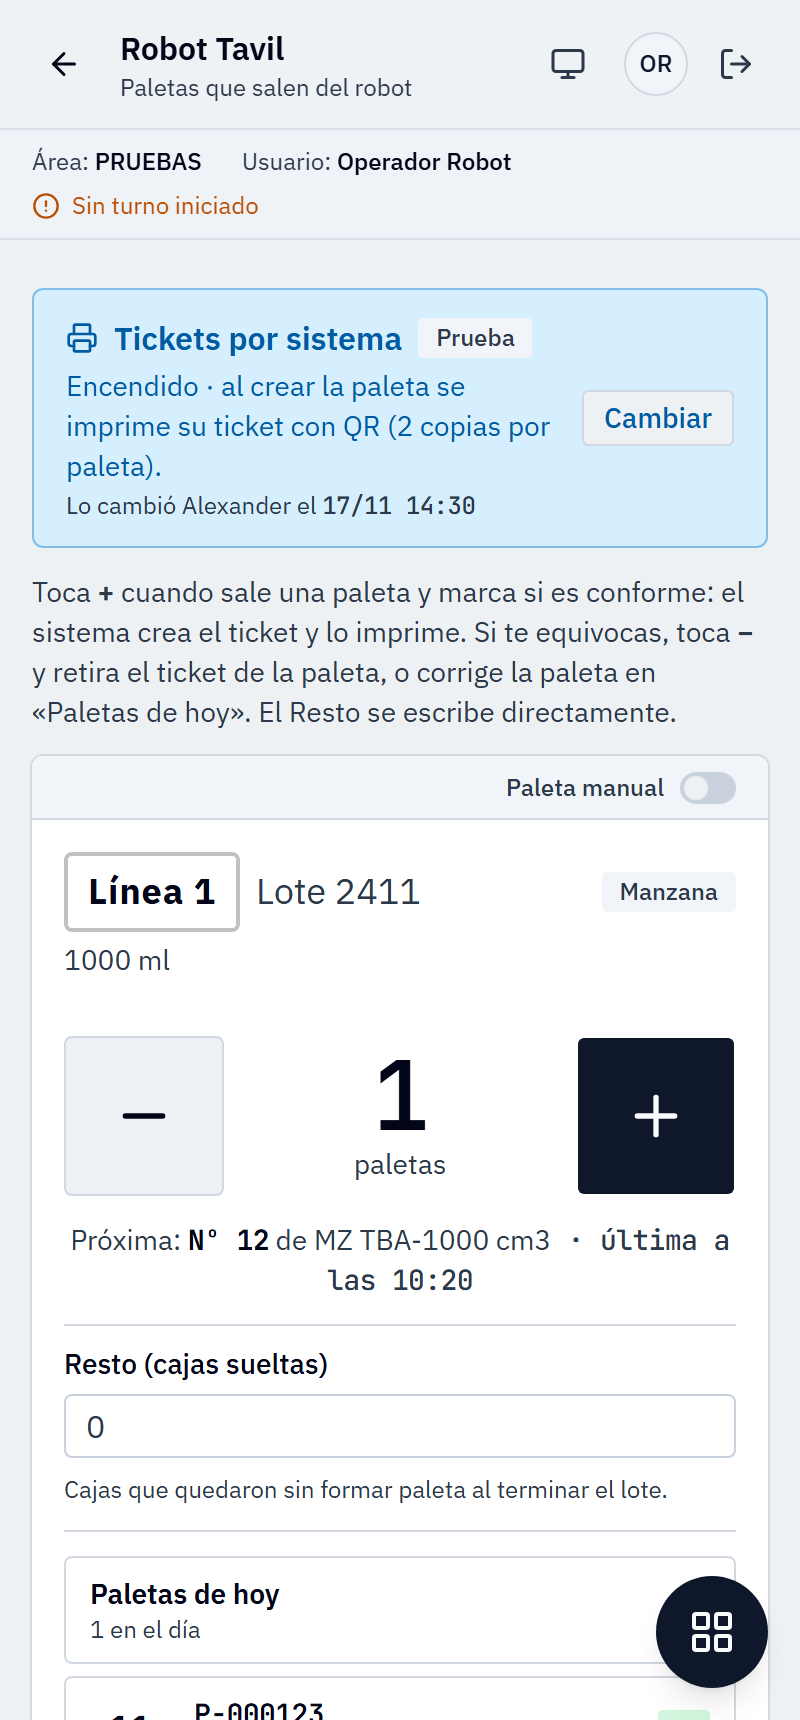 Robot Tavil
Paletas que salen del robot
OR
Área: PRUEBAS Usuario: Operador Robot
Sin turno iniciado
Tickets por sistema Prueba
Encendido · al crear la paleta se
imprime su ticket con QR (2 copias por
paleta).
Lo cambió Alexander el 17/11 14:30
Cambiar
Toca + cuando sale una paleta y marca si es conforme: el
sistema crea el ticket y lo imprime. Si te equivocas, toca −
y retira el ticket de la paleta, o corrige la paleta en
«Paletas de hoy». El Resto se escribe directamente.
Paleta manual
Línea 1 Lote 2411 Manzana
1000 ml
− 1 +
paletas
Próxima: Nº 12 de MZ TBA-1000 cm3 · última a
las 10:20
Resto (cajas sueltas)
0
Cajas que quedaron sin formar paleta al terminar el lote.
Paletas de hoy
1 en el día
P-000123